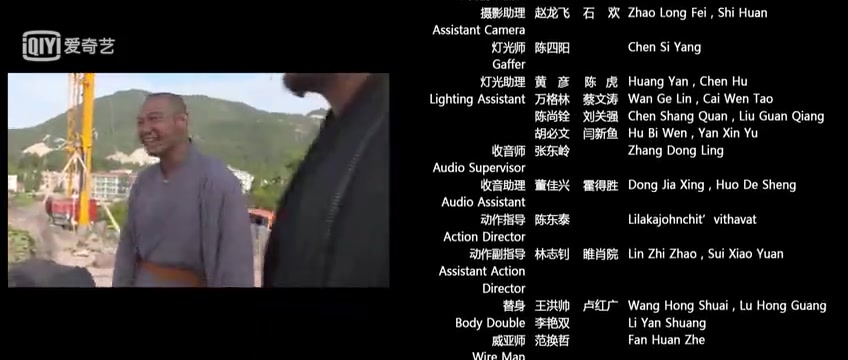 iQIYI 爱奇艺
摄影助理 赵龙飞 石 欢 Zhao Long Fei , Shi Huan
Assistant Camera
灯光师 陈四阳 Chen Si Yang
Gaffer
灯光助理 黄 彦 陈 虎 Huang Yan , Chen Hu
Lighting Assistant 万格林 蔡文涛 Wan Ge Lin , Cai Wen Tao
陈尚铨 刘关强 Chen Shang Quan , Liu Guan Qiang
胡必文 闫新鱼 Hu Bi Wen , Yan Xin Yu
收音师 张东岭 Zhang Dong Ling
Audio Supervisor
收音助理 董佳兴 霍得胜 Dong Jia Xing , Huo De Sheng
Audio Assistant
动作指导 陈东泰 Lilakajohnchit' vithavat
Action Director
动作副指导 林志钊 睢肖院 Lin Zhi Zhao , Sui Xiao Yuan
Assistant Action
Director
替身 王洪帅 卢红广 Wang Hong Shuai , Lu Hong Guang
Body Double 李艳双 Li Yan Shuang
威亚师 范换哲 Fan Huan Zhe
Wire Man